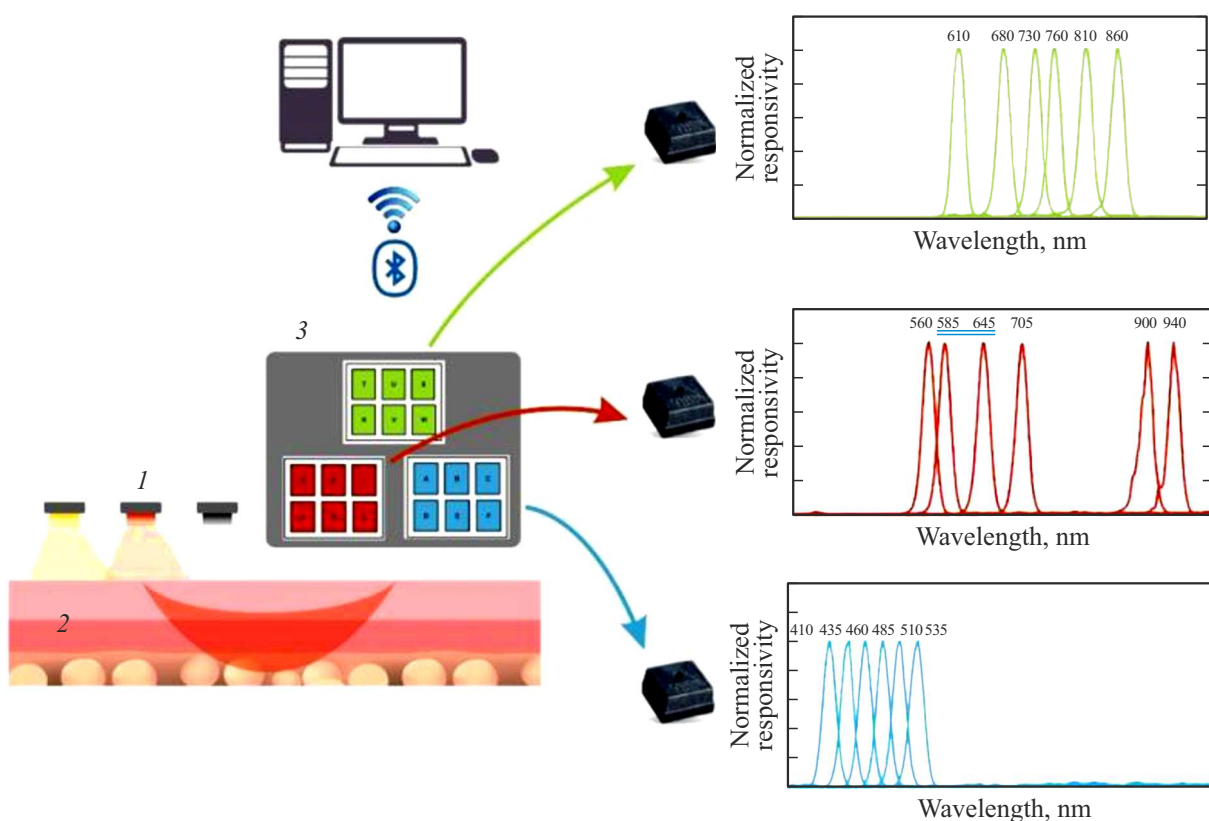 610 680 730 760 810 860
Normalized
responsivity
Wavelength, nm
3
560 585 645 705 900 940
Normalized
responsivity
Wavelength, nm
T U S
R V W
A B C
D E F
1
2
410 435 460 485 510 535
Normalized
responsivity
Wavelength, nm